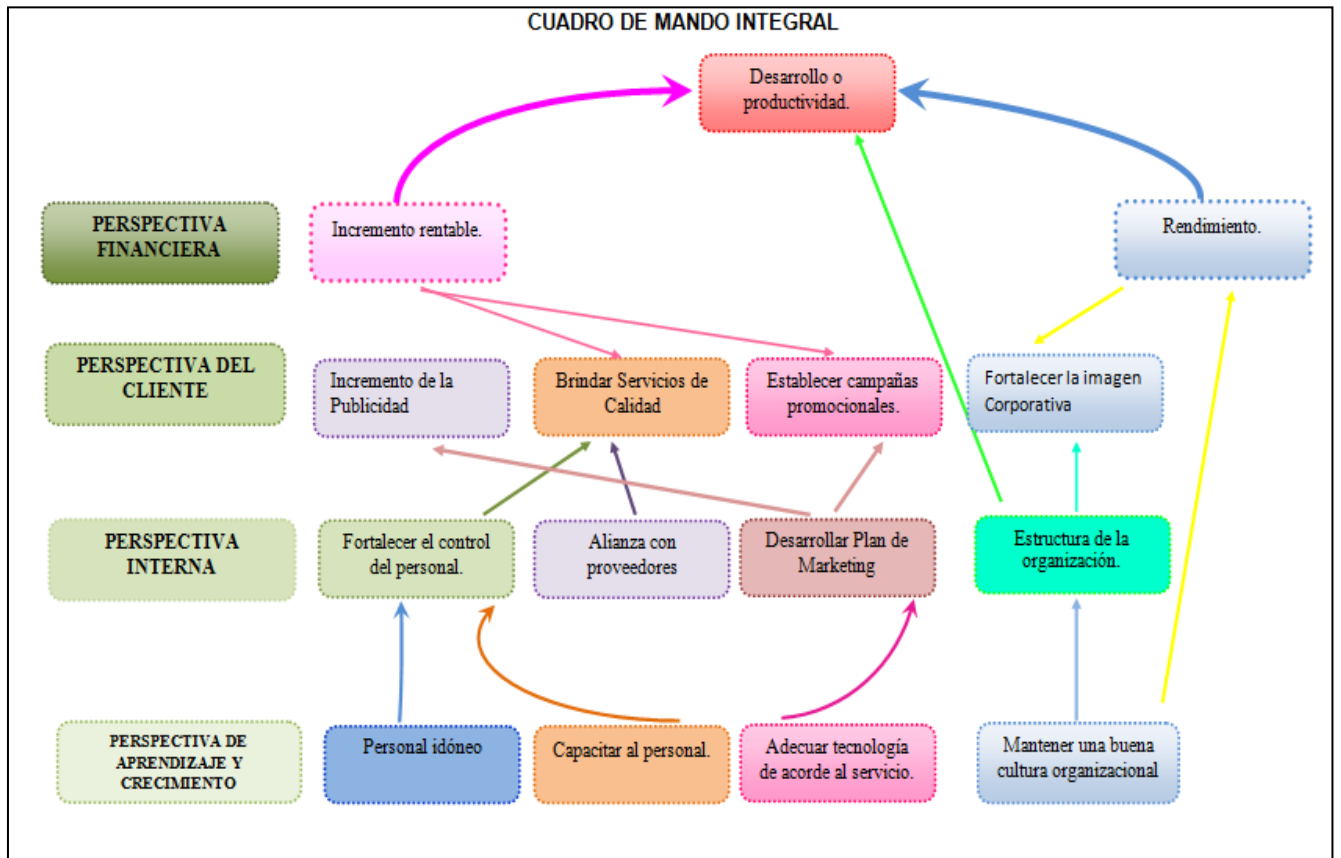 CUADRO DE MANDO INTEGRAL
Desarrollo o
productividad.
PERSPECTIVA
FINANCIERA
Incremento rentable.
Rendimiento.
PERSPECTIVA DEL
CLIENTE
Incremento de la
Publicidad
Brindar Servicios de
Calidad
Establecer campañas
promocionales.
Fortalecer la imagen
Corporativa
PERSPECTIVA
INTERNA
Fortalecer el control
del personal.
Alianza con
proveedores
Desarrollar Plan de
Marketing
Estructura de la
organización.
PERSPECTIVA DE
APRENDIZAJE Y
CRECIMIENTO
Personal idóneo
Capacitar al personal.
Adecuar tecnología
de acorde al servicio.
Mantener una buena
cultura organizacional